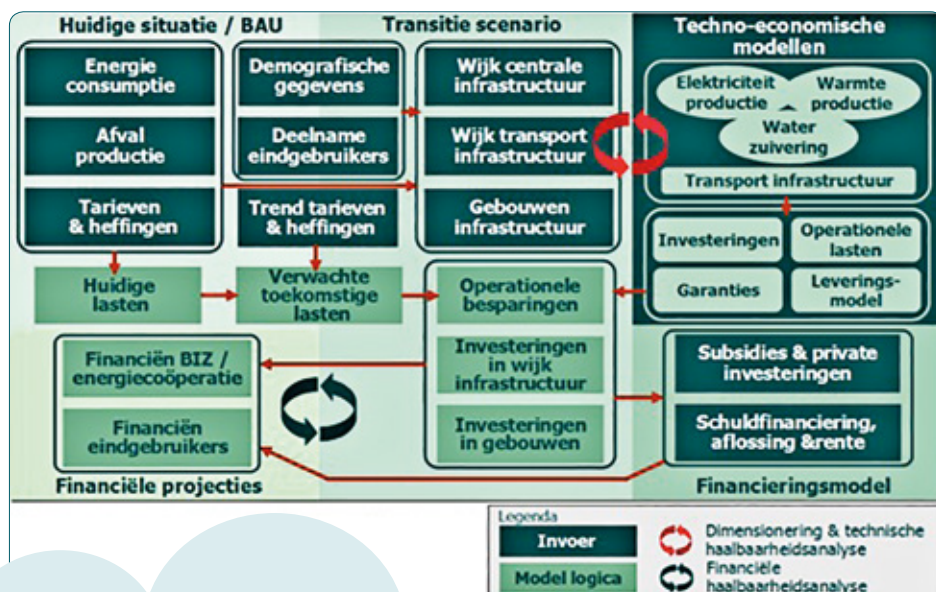 Huidige situatie / BAU
Transitie scenario
Techno-economische
modellen
Energie
consumptie
Afval
productie
Tarieven
& heffingen
Demografische
gegevens
Deelname
eindgebruikers
Trend tarieven
& heffingen
Wijk centrale
infrastructuur
Wijk transport
infrastructuur
Gebouwen
infrastructuur
Elektriciteit
productie
Warmte
productie
Water
zuivering
Transport infrastructuur
Investeringen
Operationele
lasten
Garanties
Leverings-
model
Huidige
lasten
Verwachte
toekomstige
lasten
Operationele
besparingen
Investeringen
in wijk
infrastructuur
Investeringen
in gebouwen
Financiën BIZ /
energiecoöperatie
Financiën
eindgebruikers
Subsidies & private
investeringen
Schuldfinanciering,
aflossing &rente
Financiële projecties
Financieringsmodel
Legenda
Invoer
Model logica
Dimensionering & technische
haalbaarheidsanalyse
Financiële
haalbaarheidsanalyse